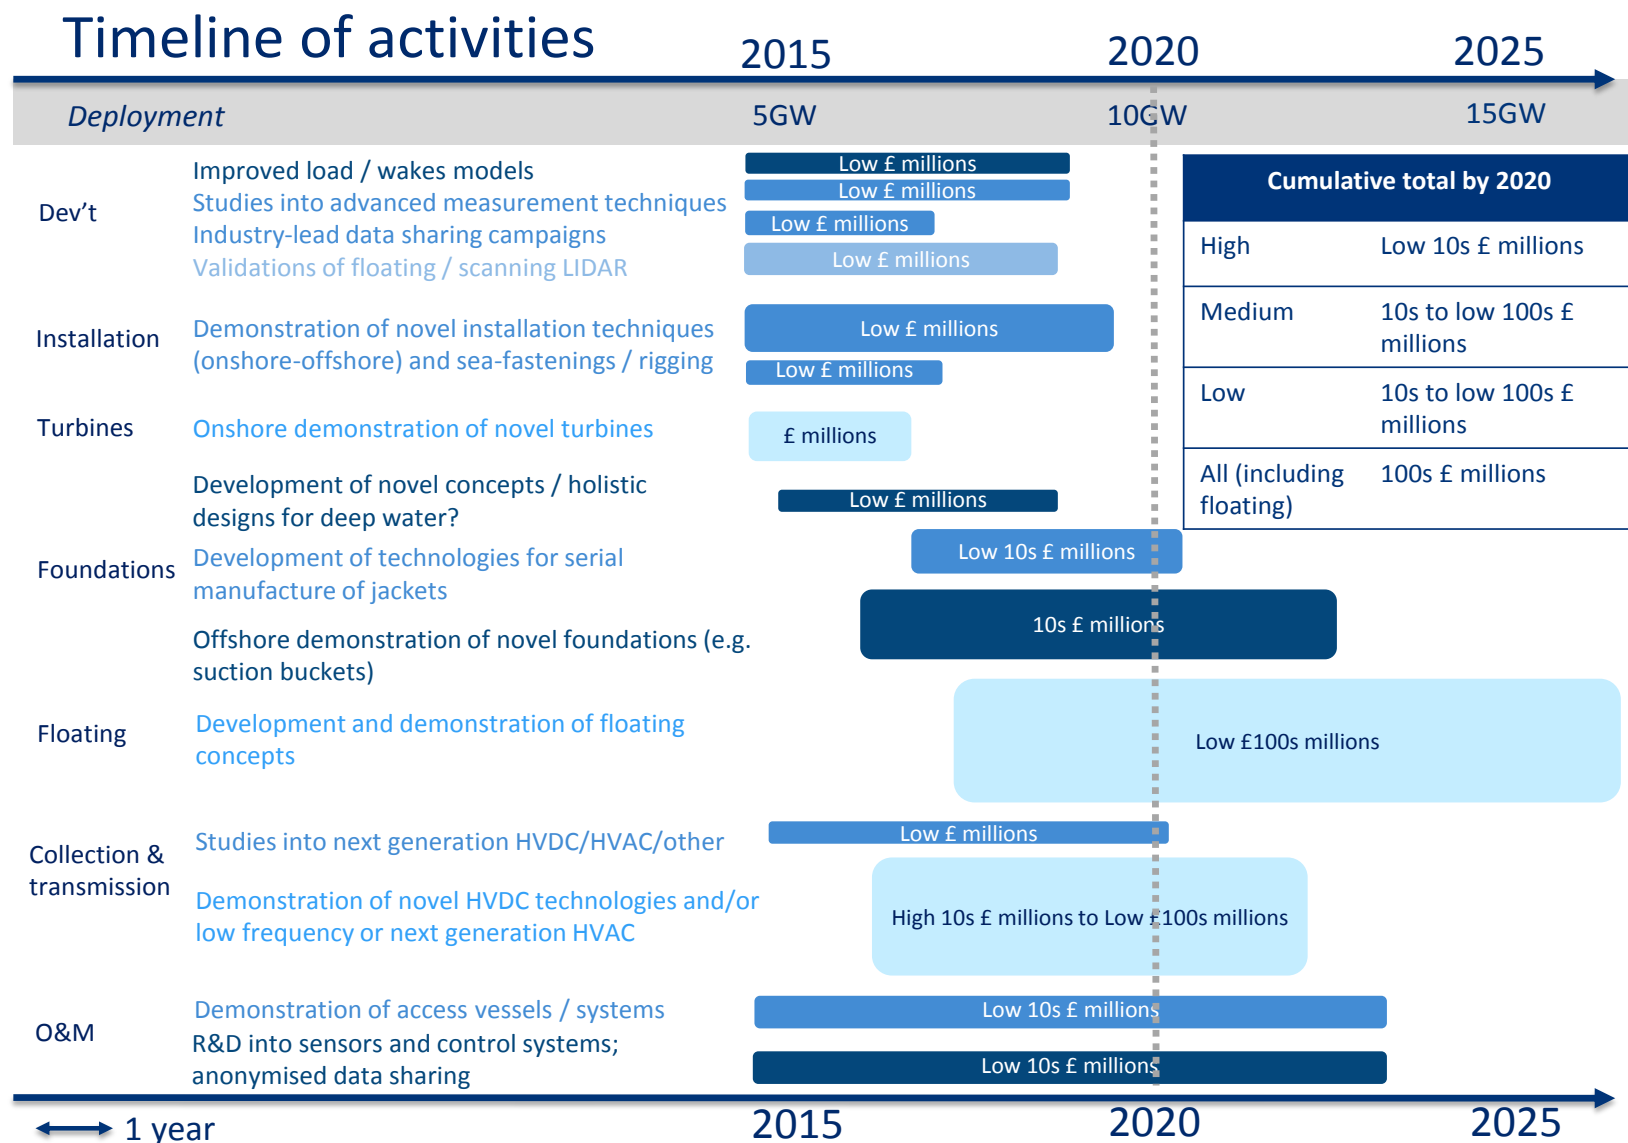 Timeline of activities
2015 2020 2025
Deployment 5GW 10GW 15GW
Dev't
Improved load / wakes models
Studies into advanced measurement techniques
Industry-lead data sharing campaigns
Validations of floating / scanning LIDAR
Low £ millions
Low £ millions
Low £ millions
Low £ millions
Cumulative total by 2020
High Low 10s £ millions
Medium 10s to low 100s £
millions
Low 10s to low 100s £
millions
All (including 100s £ millions
floating)
Installation
Demonstration of novel installation techniques
(onshore-offshore) and sea-fastenings / rigging
Low £ millions
Low £ millions
Turbines
Onshore demonstration of novel turbines
£ millions
Foundations
Development of novel concepts / holistic
designs for deep water?
Low £ millions
Development of technologies for serial
manufacture of jackets
Low 10s £ millions
Offshore demonstration of novel foundations (e.g.
suction buckets)
10s £ millions
Floating
Development and demonstration of floating
concepts
Low £100s millions
Collection &
transmission
Studies into next generation HVDC/HVAC/other
Low £ millions
Demonstration of novel HVDC technologies and/or
low frequency or next generation HVAC
High 10s £ millions to Low £100s millions
O&M
Demonstration of access vessels / systems
Low 10s £ millions
R&D into sensors and control systems;
anonymised data sharing
Low 10s £ millions
1 year
2015 2020 2025